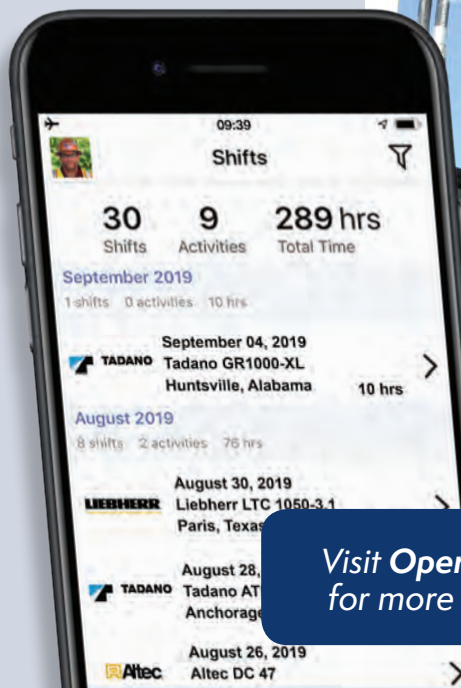 09:39
Shifts
30 9 289 hrs
Shifts Activities Total Time
September 2019
1 shifts 0 activities 10 hrs
September 04, 2019
TADANO Tadano GR1000-XL
Huntsville, Alabama 10 hrs
August 2019
8 shifts 2 activities 76 hrs
August 30, 2019
LIEBHERR Liebherr LTC 1050-3.1
Paris, Texas
August 28,
TADANO Tadano AT
Anchorage
Visit Oper
for more
August 26, 2019
Altec Altec DC 47